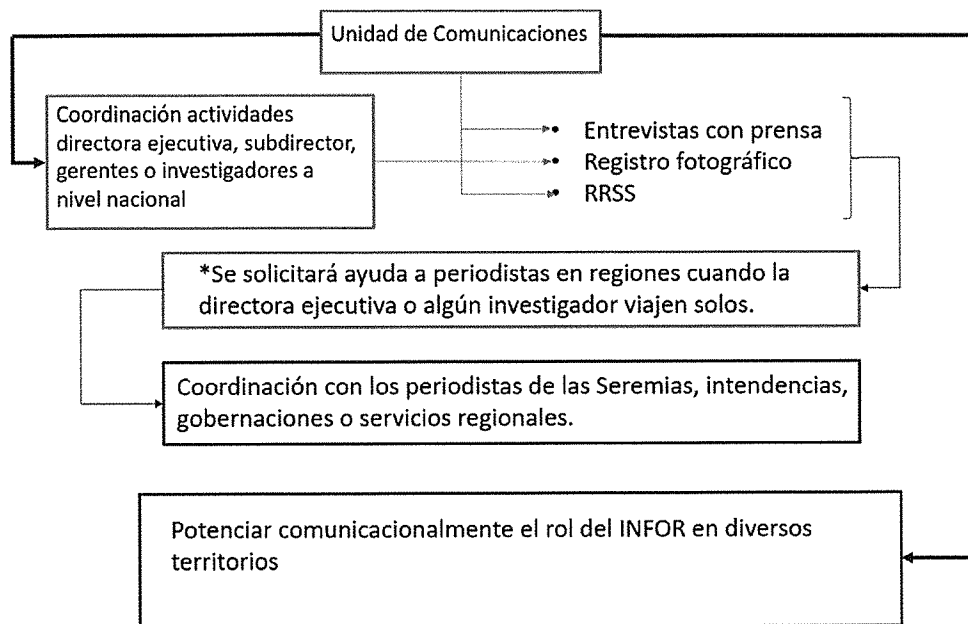 Unidad de Comunicaciones
Coordinación actividades
directora ejecutiva, subdirector,
gerentes o investigadores a
nivel nacional
• Entrevistas con prensa
• Registro fotográfico
• RRSS
*Se solicitará ayuda a periodistas en regiones cuando la
directora ejecutiva o algún investigador viajen solos.
Coordinación con los periodistas de las Seremias, intendencias,
gobernaciones o servicios regionales.
Potenciar comunicacionalmente el rol del INFOR en diversos
territorios